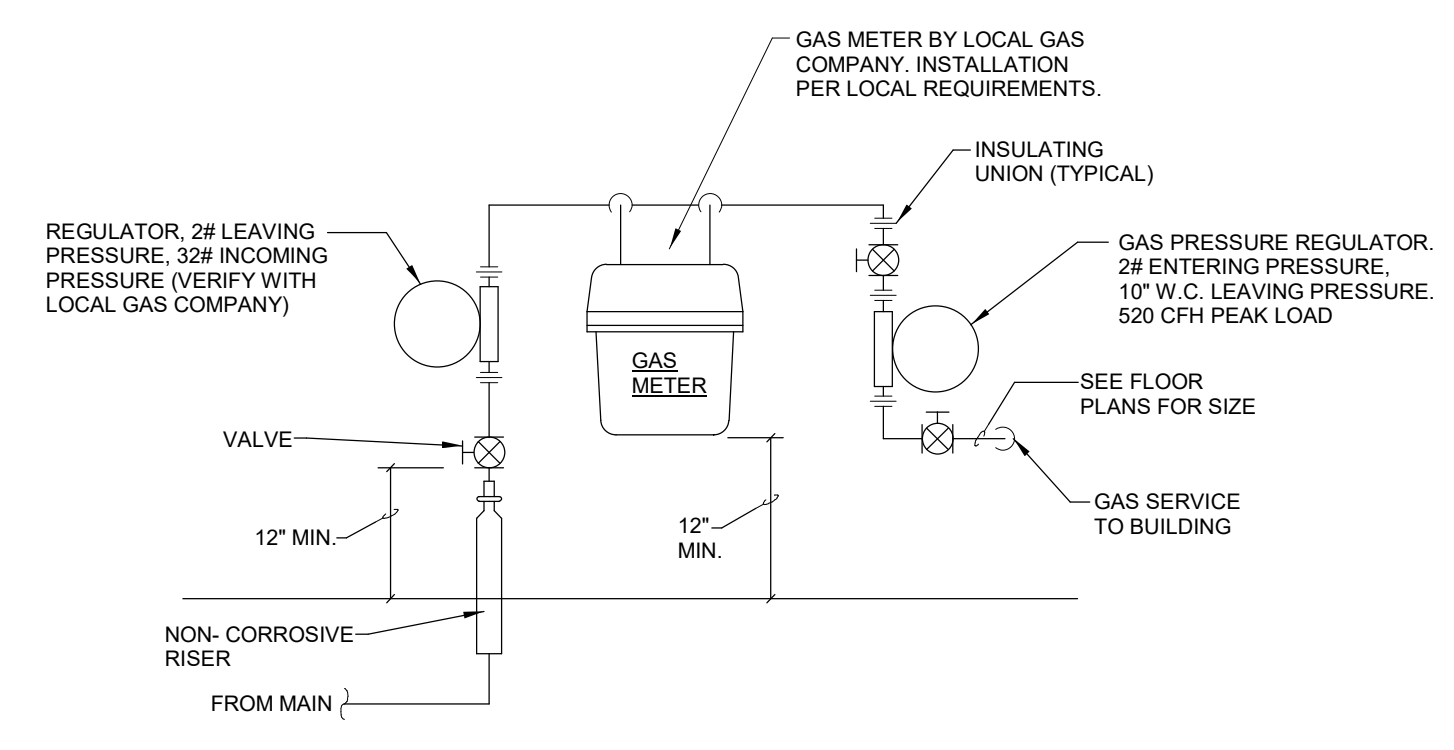 GAS METER BY LOCAL GAS
COMPANY. INSTALLATION
PER LOCAL REQUIREMENTS.
INSULATING
UNION (TYPICAL)
REGULATOR, 2# LEAVING
PRESSURE, 32# INCOMING
PRESSURE (VERIFY WITH
LOCAL GAS COMPANY)
GAS PRESSURE REGULATOR.
2# ENTERING PRESSURE,
10" W.C. LEAVING PRESSURE.
520 CFH PEAK LOAD
GAS
METER
SEE FLOOR
PLANS FOR SIZE
VALVE
GAS SERVICE
TO BUILDING
12" MIN.
12"
MIN.
NON- CORROSIVE
RISER
FROM MAIN